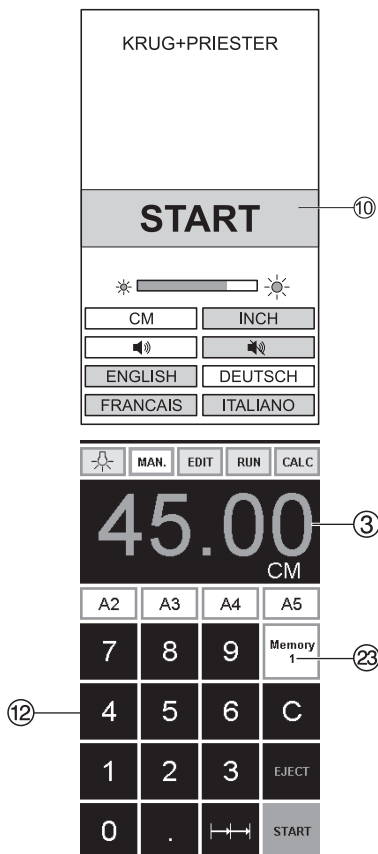 KRUG+PRIESTER
START ⑩
CM INCH
ENGLISH DEUTSCH
FRANCAIS ITALIANO
MAN. EDIT RUN CALC
45.00 ③
CM
A2 A3 A4 A5
7 8 9 Memory 1 ㉓
⑫ 4 5 6 C
1 2 3 EJECT
0 . START